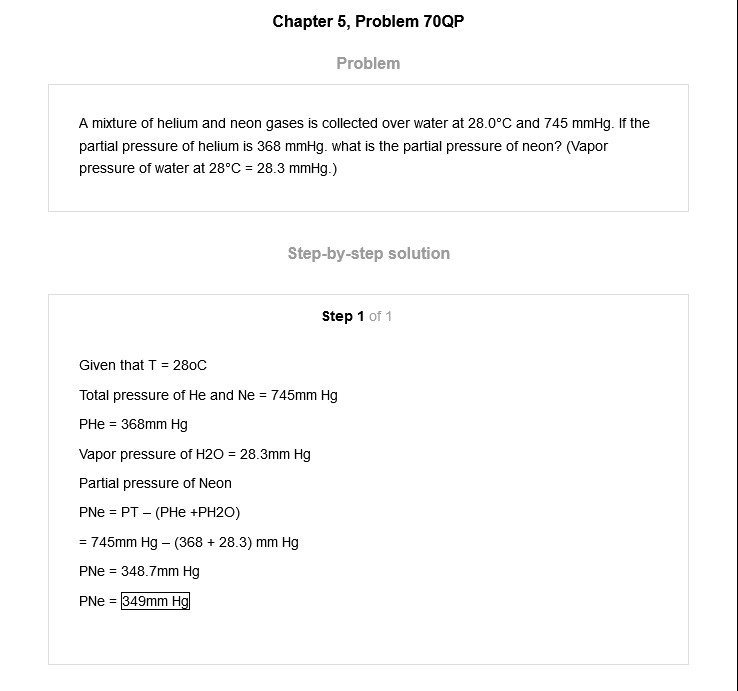 Chapter 5, Problem 70QP
Problem
A mixture of helium and neon gases is collected over water at 28.0°C and 745 mmHg. If the
partial pressure of helium is 368 mmHg. what is the partial pressure of neon? (Vapor
pressure of water at 28°C = 28.3 mmHg.)
Step-by-step solution
Step 1 of 1
Given that T = 28oC
Total pressure of He and Ne = 745mm Hg
PHe = 368mm Hg
Vapor pressure of H2O = 28.3mm Hg
Partial pressure of Neon
PNe = PT – (PHe +PH2O)
= 745mm Hg – (368 + 28.3) mm Hg
PNe = 348.7mm Hg
PNe = 349mm Hg